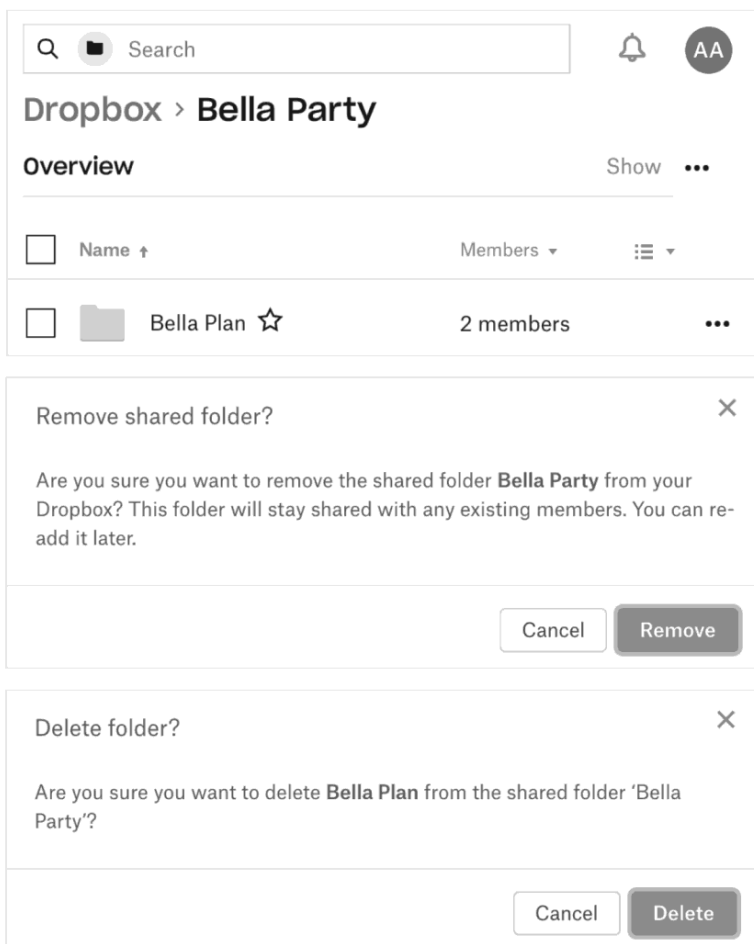 Search
AA
Dropbox › Bella Party
Overview Show •••
Name ↑ Members
Bella Plan 2 members •••
Remove shared folder?
Are you sure you want to remove the shared folder Bella Party from your
Dropbox? This folder will stay shared with any existing members. You can re-
add it later.
Cancel Remove
Delete folder?
Are you sure you want to delete Bella Plan from the shared folder ‘Bella
Party’?
Cancel Delete